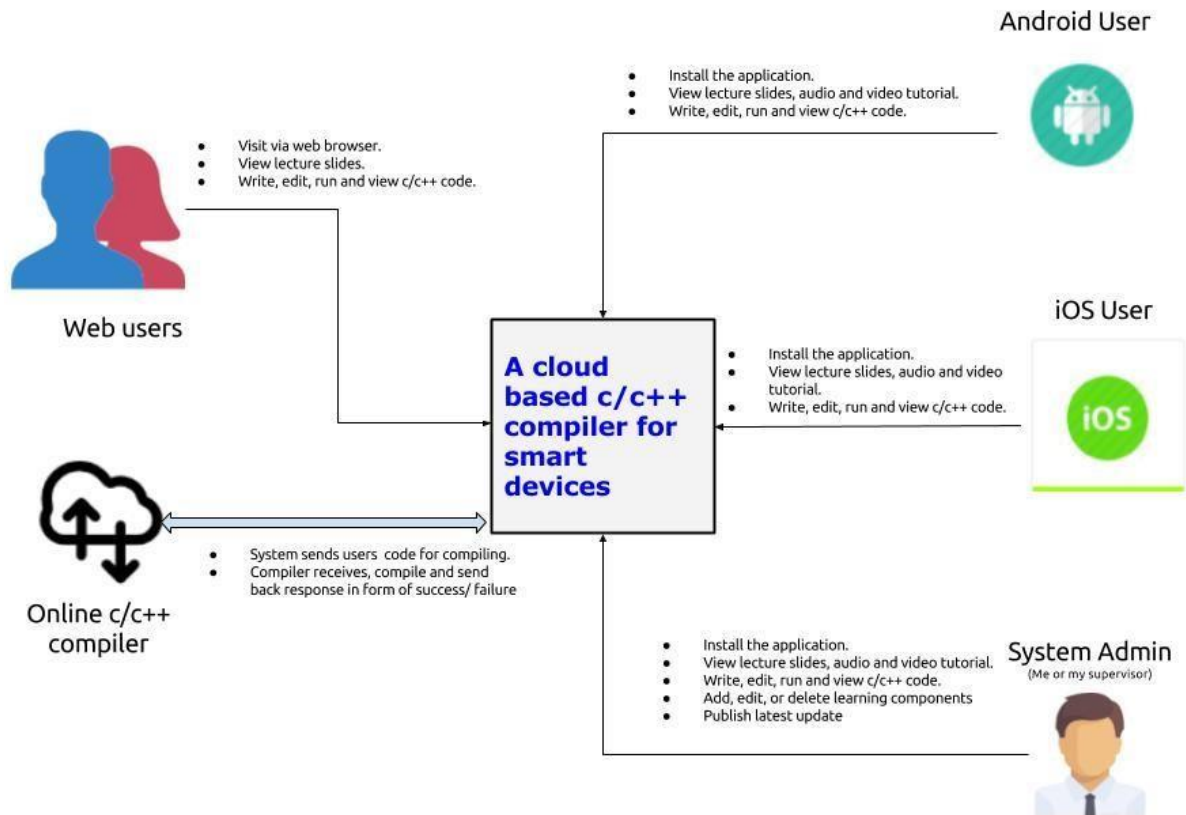 Android User
● Install the application.
● View lecture slides, audio and video tutorial.
● Write, edit, run and view c/c++ code.
● Visit via web browser.
● View lecture slides.
● Write, edit, run and view c/c++ code.
Web users
iOS User
iOS
● Install the application.
● View lecture slides, audio and video
tutorial.
● Write, edit, run and view c/c++ code.
A cloud
based c/c++
compiler for
smart
devices
● System sends users code for compiling.
● Compiler receives, compile and send
back response in form of success/ failure
Online c/c++
compiler
● Install the application.
● View lecture slides, audio and video tutorial.
● Write, edit, run and view c/c++ code.
● Add, edit, or delete learning components
● Publish latest update
System Admin
(Me or my supervisor)